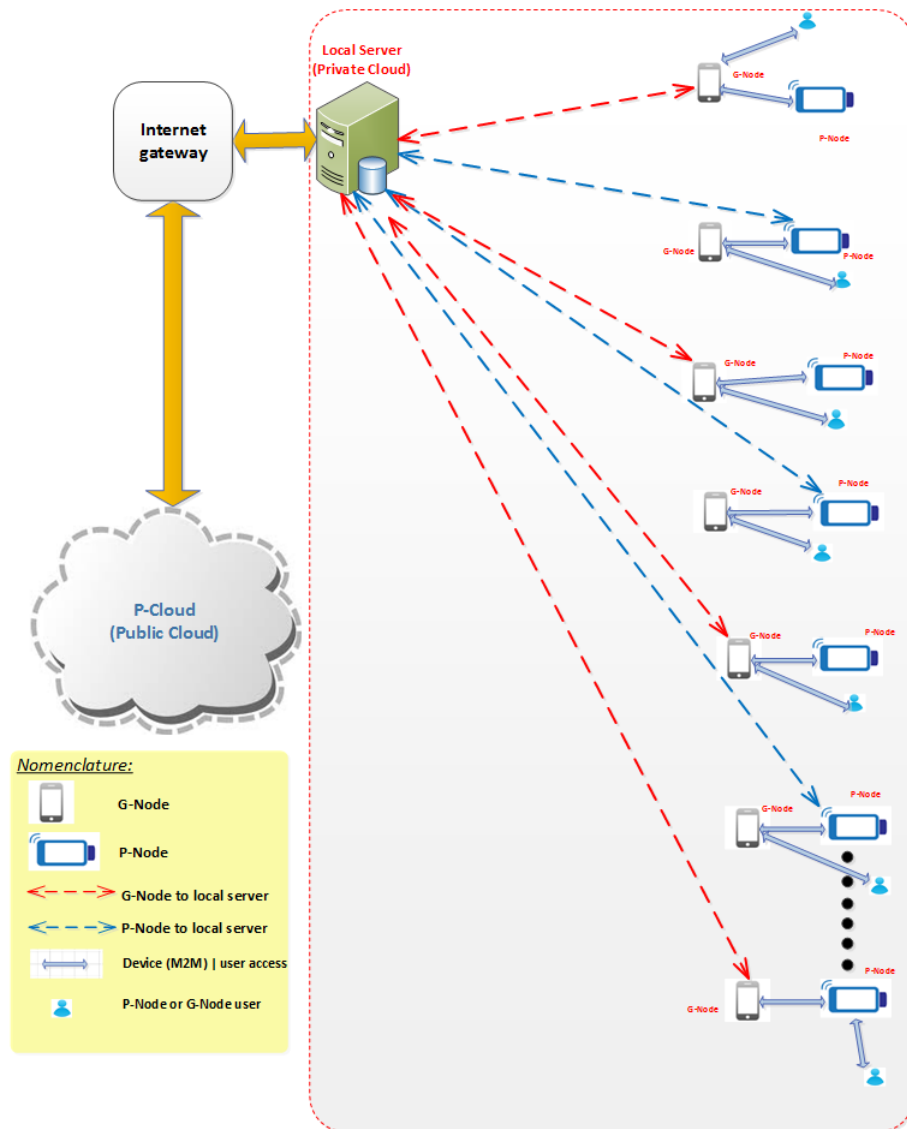 Local Server
(Private Cloud)
Internet
gateway
G-Node
P-Node
G-Node
P-Node
G-Node
P-Node
G-Node
P-Node
P-Cloud
(Public Cloud)
G-Node
P-Node
Nomenclature:
G-Node
P-Node
G-Node to local server
P-Node to local server
Device (M2M) | user access
P-Node or G-Node user
G-Node
P-Node
G-Node
P-Node